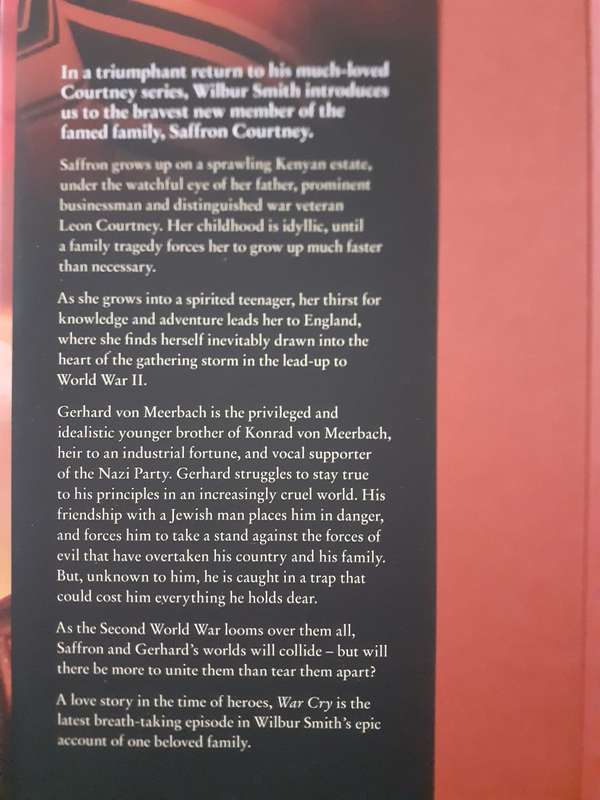 In a triumphant return to his much-loved
Courtney series, Wilbur Smith introduces
us to the bravest new member of the
famed family, Saffron Courtney.
Saffron grows up on a sprawling Kenyan estate,
under the watchful eye of her father, prominent
businessman and distinguished war veteran
Leon Courtney. Her childhood is idyllic, until
a family tragedy forces her to grow up much faster
than necessary.
As she grows into a spirited teenager, her thirst for
knowledge and adventure leads her to England,
where she finds herself inevitably drawn into the
heart of the gathering storm in the lead-up to
World War II.
Gerhard von Meerbach is the privileged and
idealistic younger brother of Konrad von Meerbach,
heir to an industrial fortune, and vocal supporter
of the Nazi Party. Gerhard struggles to stay true
to his principles in an increasingly cruel world. His
friendship with a Jewish man places him in danger,
and forces him to take a stand against the forces of
evil that have overtaken his country and his family.
But, unknown to him, he is caught in a trap that
could cost him everything he holds dear.
As the Second World War looms over them all,
Saffron and Gerhard's worlds will collide – but will
there be more to unite them than tear them apart?
A love story in the time of heroes, War Cry is the
latest breath-taking episode in Wilbur Smith's epic
account of one beloved family.